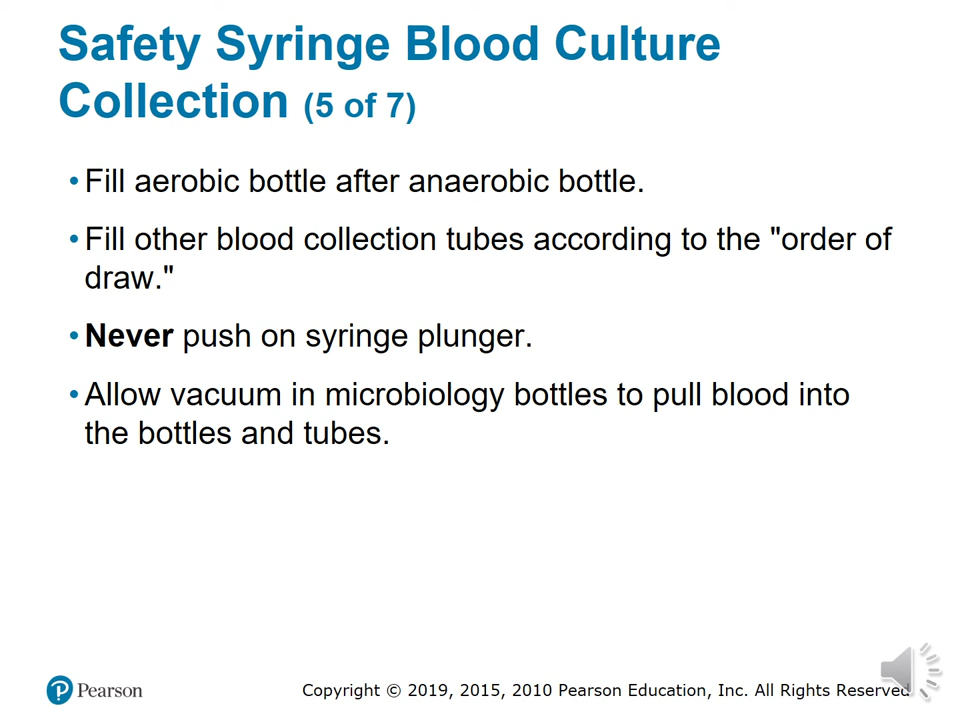 Safety Syringe Blood Culture
Collection (5 of 7)
•Fill aerobic bottle after anaerobic bottle.
•Fill other blood collection tubes according to the "order of
draw."
•Never push on syringe plunger.
•Allow vacuum in microbiology bottles to pull blood into
the bottles and tubes.
Pearson
Copyright © 2019, 2015, 2010 Pearson Education, Inc. All Rights Reserved